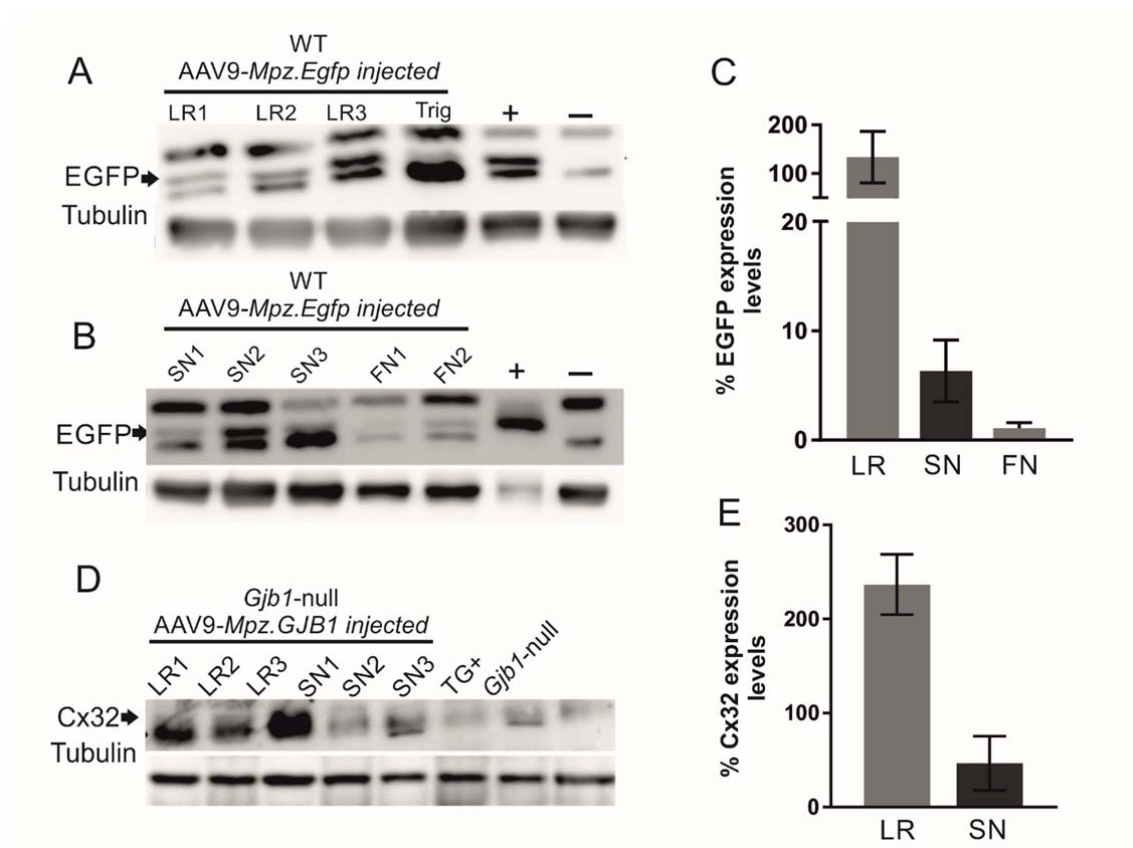 A
WT
AAV9-Mpz.Egfp injected
LR1 LR2 LR3 Trig + −
EGFP
Tubulin
B
WT
AAV9-Mpz.Egfp injected
SN1 SN2 SN3 FN1 FN2 + −
EGFP
Tubulin
C
% EGFP expression
levels
200
100
20
10
0
LR SN FN
D
Gjb1-null
AAV9-Mpz.GJB1 injected
LR1 LR2 LR3 SN1 SN2 SN3 TG+ Gjb1-null
Cx32
Tubulin
E
% Cx32 expression
levels
300
200
100
0
LR SN